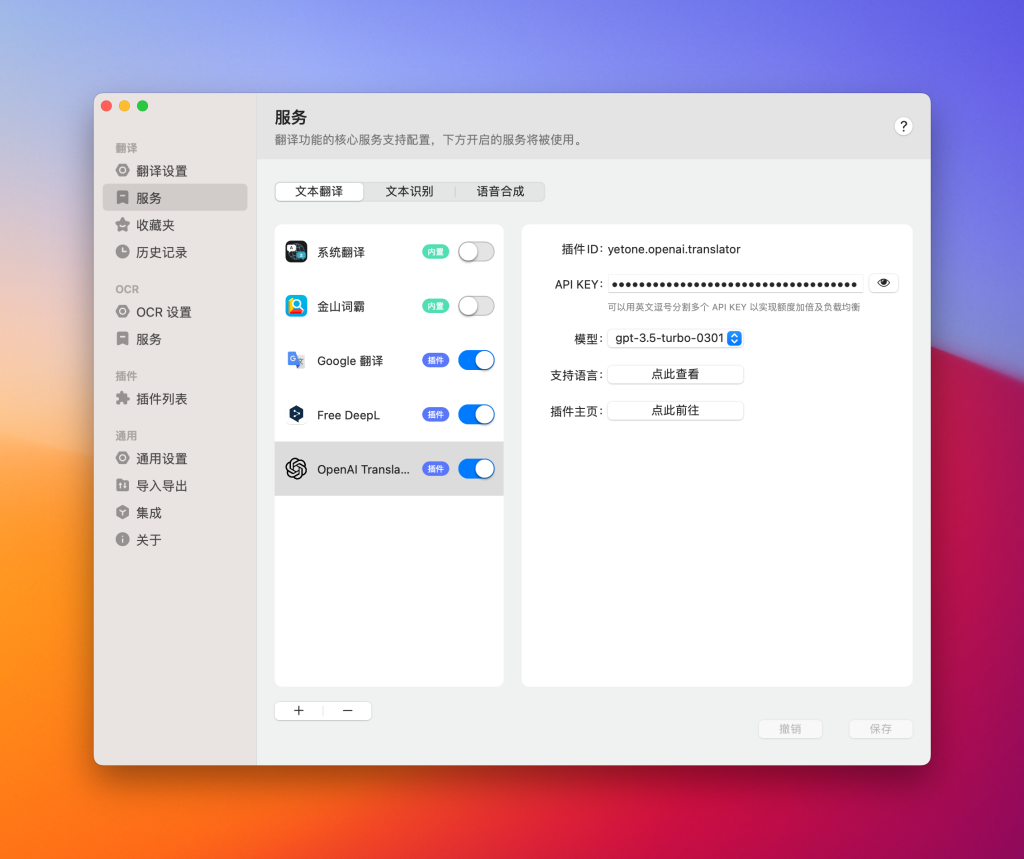 翻译
翻译设置
服务
收藏夹
历史记录
OCR
OCR 设置
服务
插件
插件列表
通用
通用设置
导入导出
集成
关于
服务
翻译功能的核心服务支持配置，下方开启的服务将被使用。
?
文本翻译 文本识别 语音合成
系统翻译 内置
金山词霸 内置
Google 翻译 插件
Free DeepL 插件
OpenAI Transla... 插件
插件ID: yetone.openai.translator
API KEY: ••••••••••••••••••••••••••••••••••••
可以用英文逗号分割多个 API KEY 以实现额度加倍及负载均衡
模型: gpt-3.5-turbo-0301
支持语言: 点此查看
插件主页: 点此前往
+ −
撤销 保存